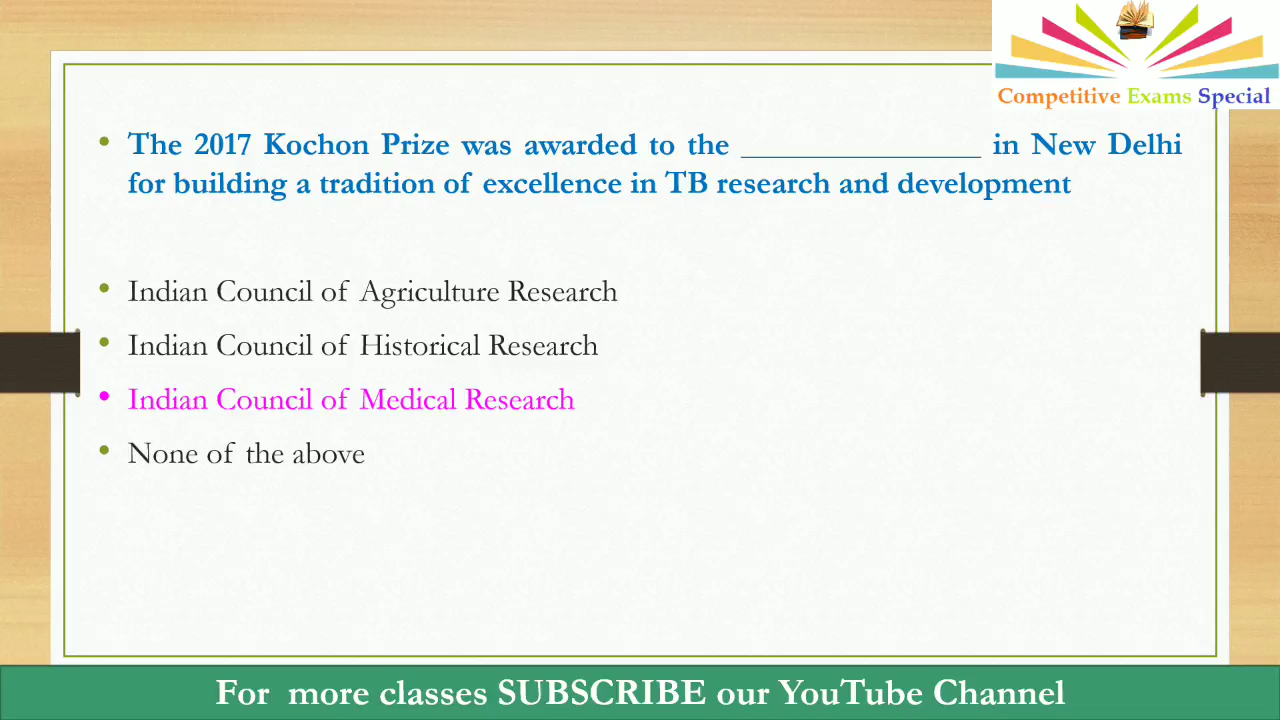 Competitive Exams Special
• The 2017 Kochon Prize was awarded to the ________________ in New Delhi
for building a tradition of excellence in TB research and development
• Indian Council of Agriculture Research
• Indian Council of Historical Research
• Indian Council of Medical Research
• None of the above
For more classes SUBSCRIBE our YouTube Channel